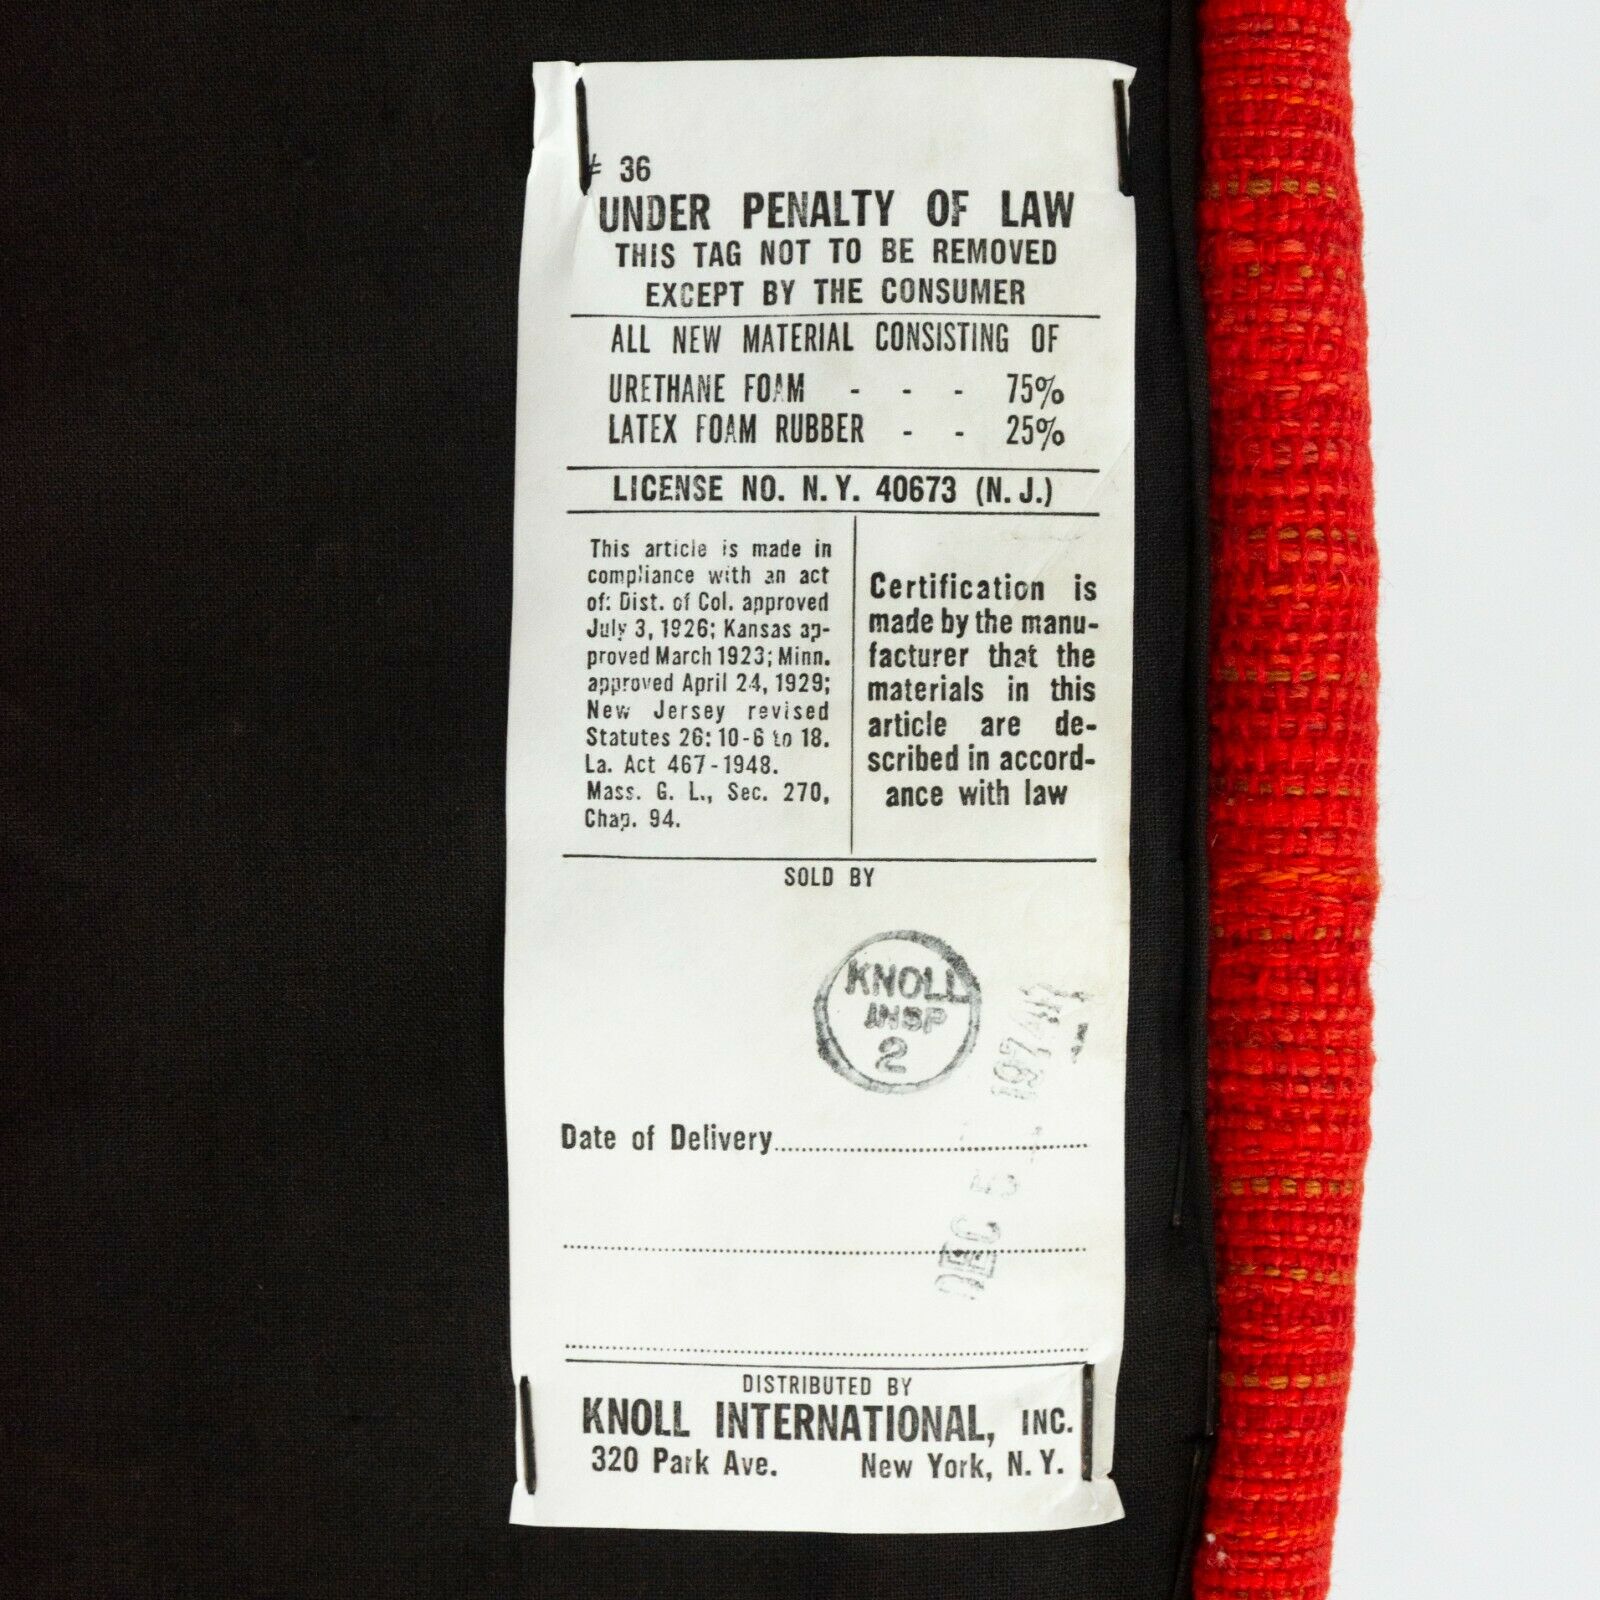 # 36
UNDER PENALTY OF LAW
THIS TAG NOT TO BE REMOVED
EXCEPT BY THE CONSUMER
ALL NEW MATERIAL CONSISTING OF
URETHANE FOAM - - - 75%
LATEX FOAM RUBBER - - 25%
LICENSE NO. N.Y. 40673 (N.J.)
This article is made in
compliance with an act
of: Dist. of Col. approved
July 3, 1926; Kansas ap-
proved March 1923; Minn.
approved April 24, 1929;
New Jersey revised
Statutes 26: 10-6 to 18.
La. Act 467-1948.
Mass. G. L., Sec. 270,
Chap. 94.
Certification is
made by the manu-
facturer that the
materials in this
article are de-
scribed in accord-
ance with law
SOLD BY
KNOLL
INSP
2
Date of Delivery
DEC 5
DISTRIBUTED BY
KNOLL INTERNATIONAL, INC.
320 Park Ave. New York, N.Y.